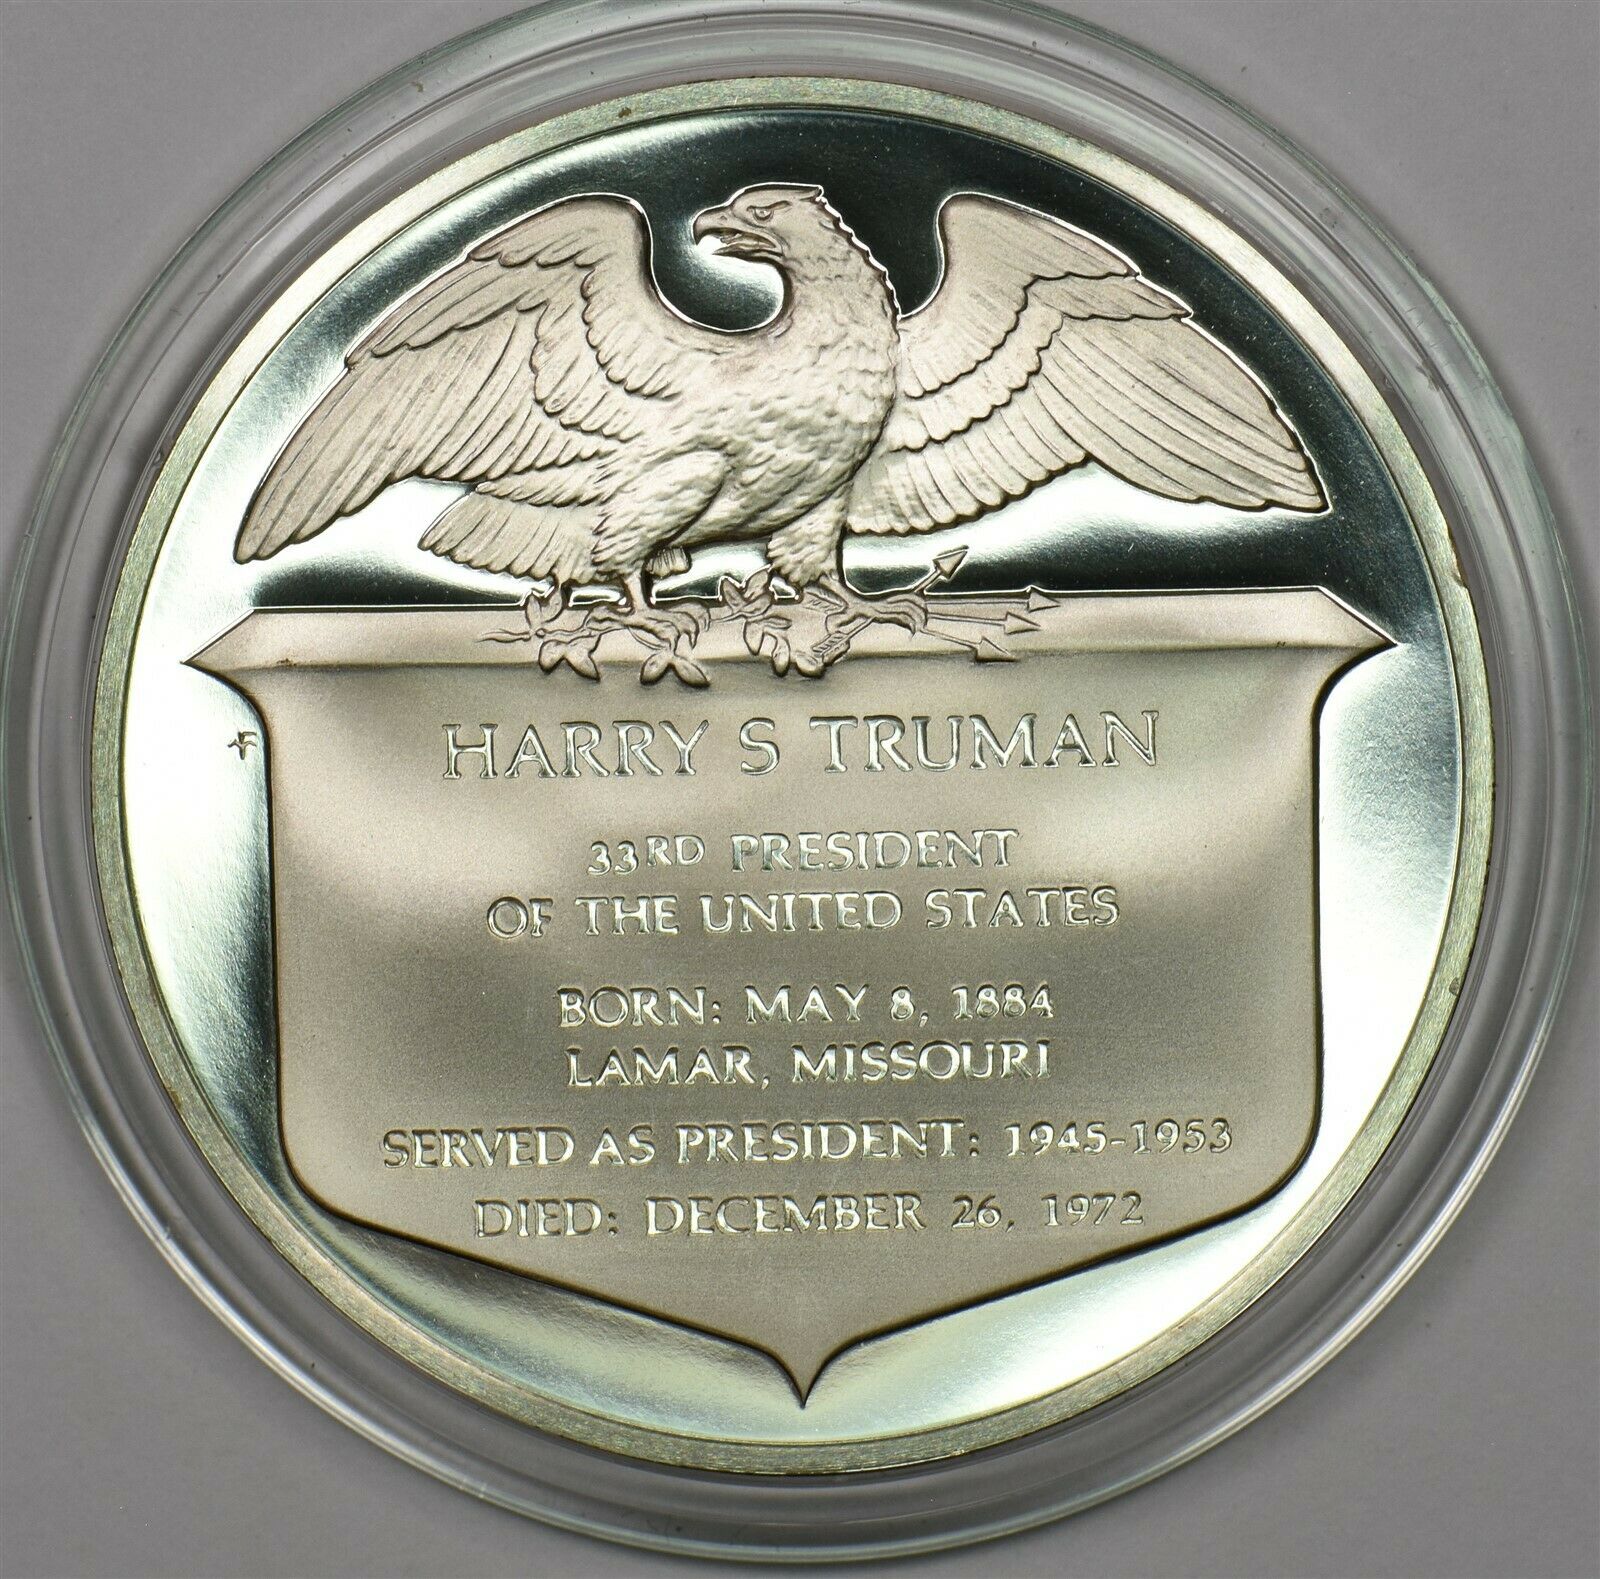 HARRY S TRUMAN
33RD PRESIDENT
OF THE UNITED STATES
BORN: MAY 8, 1884
LAMAR, MISSOURI
SERVED AS PRESIDENT: 1945-1953
DIED: DECEMBER 26, 1972